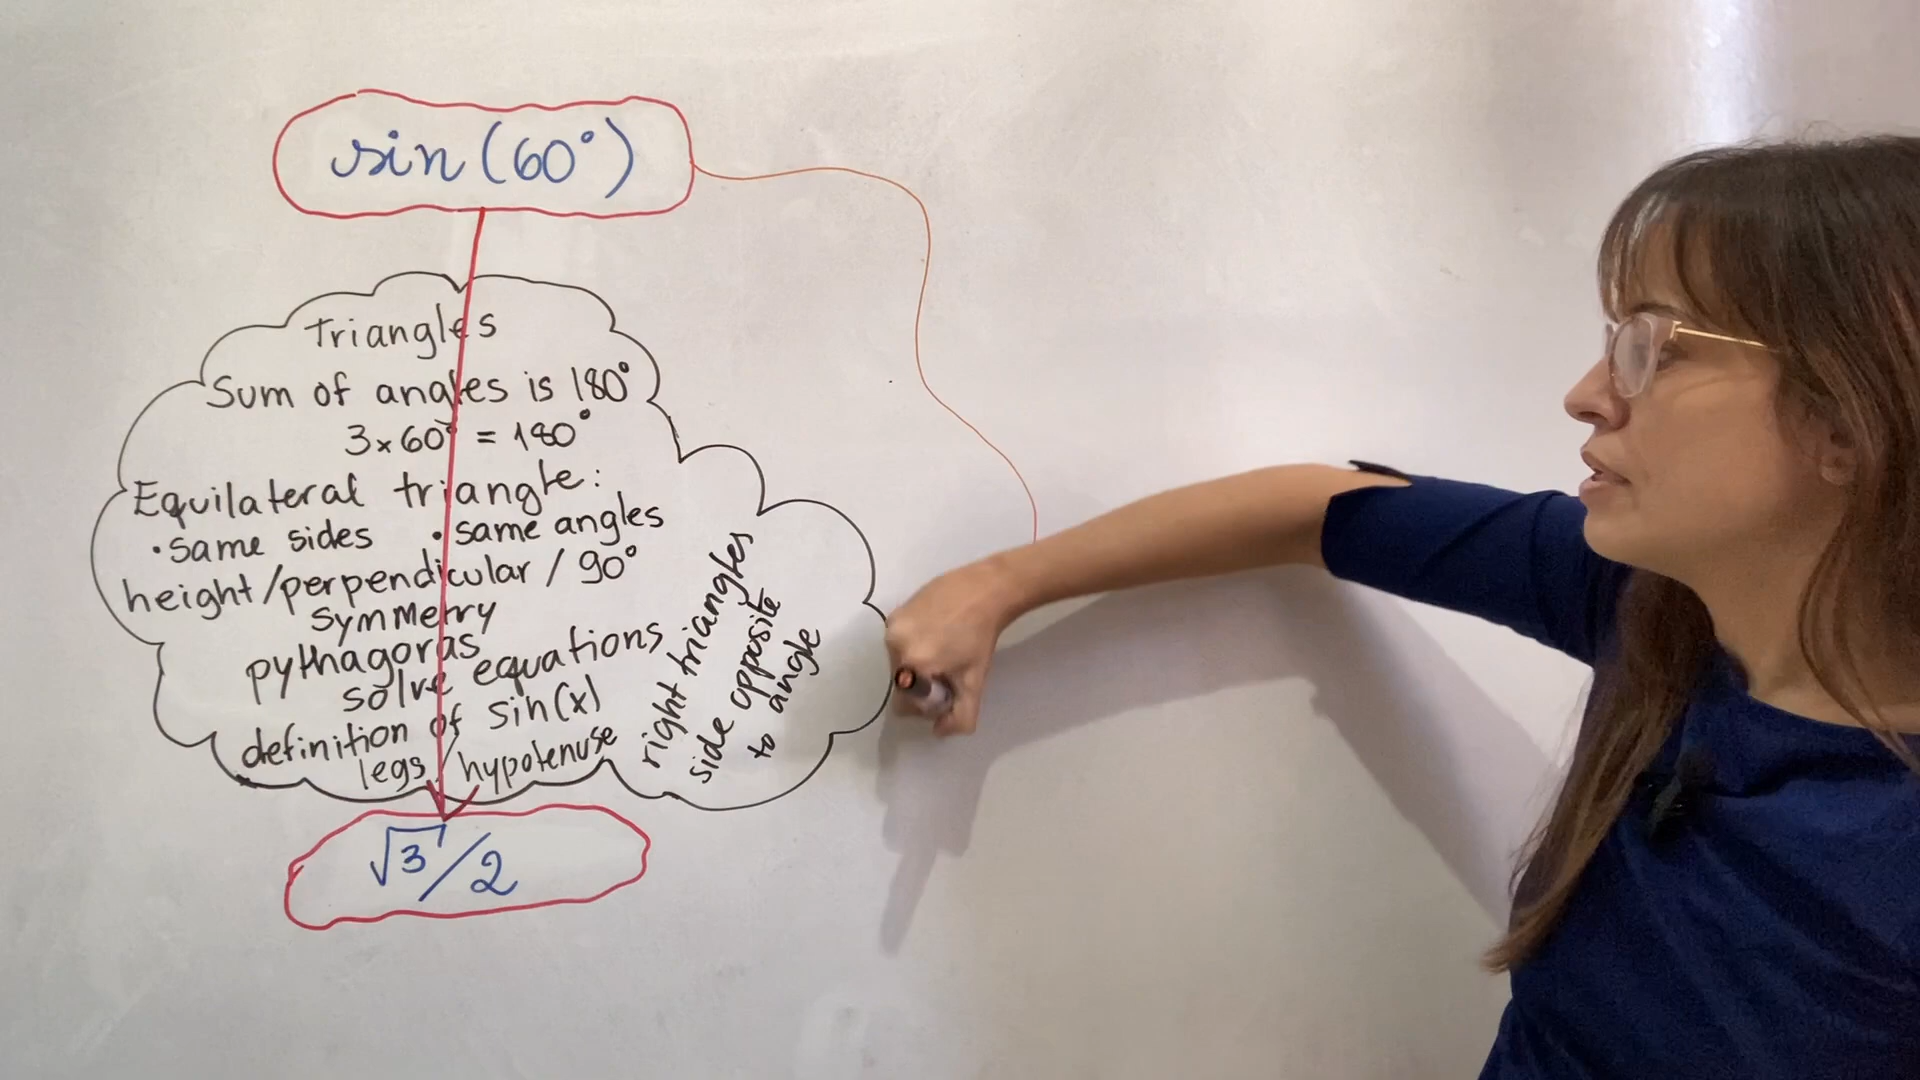 sin (60°)
Triangles
Sum of angles is 180°
3×60° = 180°
Equilateral triangle:
• same sides • same angles
height/perpendicular / 90°
symmetry
pythagoras
solve equations
definition of sin(x)
legs / hypotenuse
right triangles
side opposite
to angle
√3/2